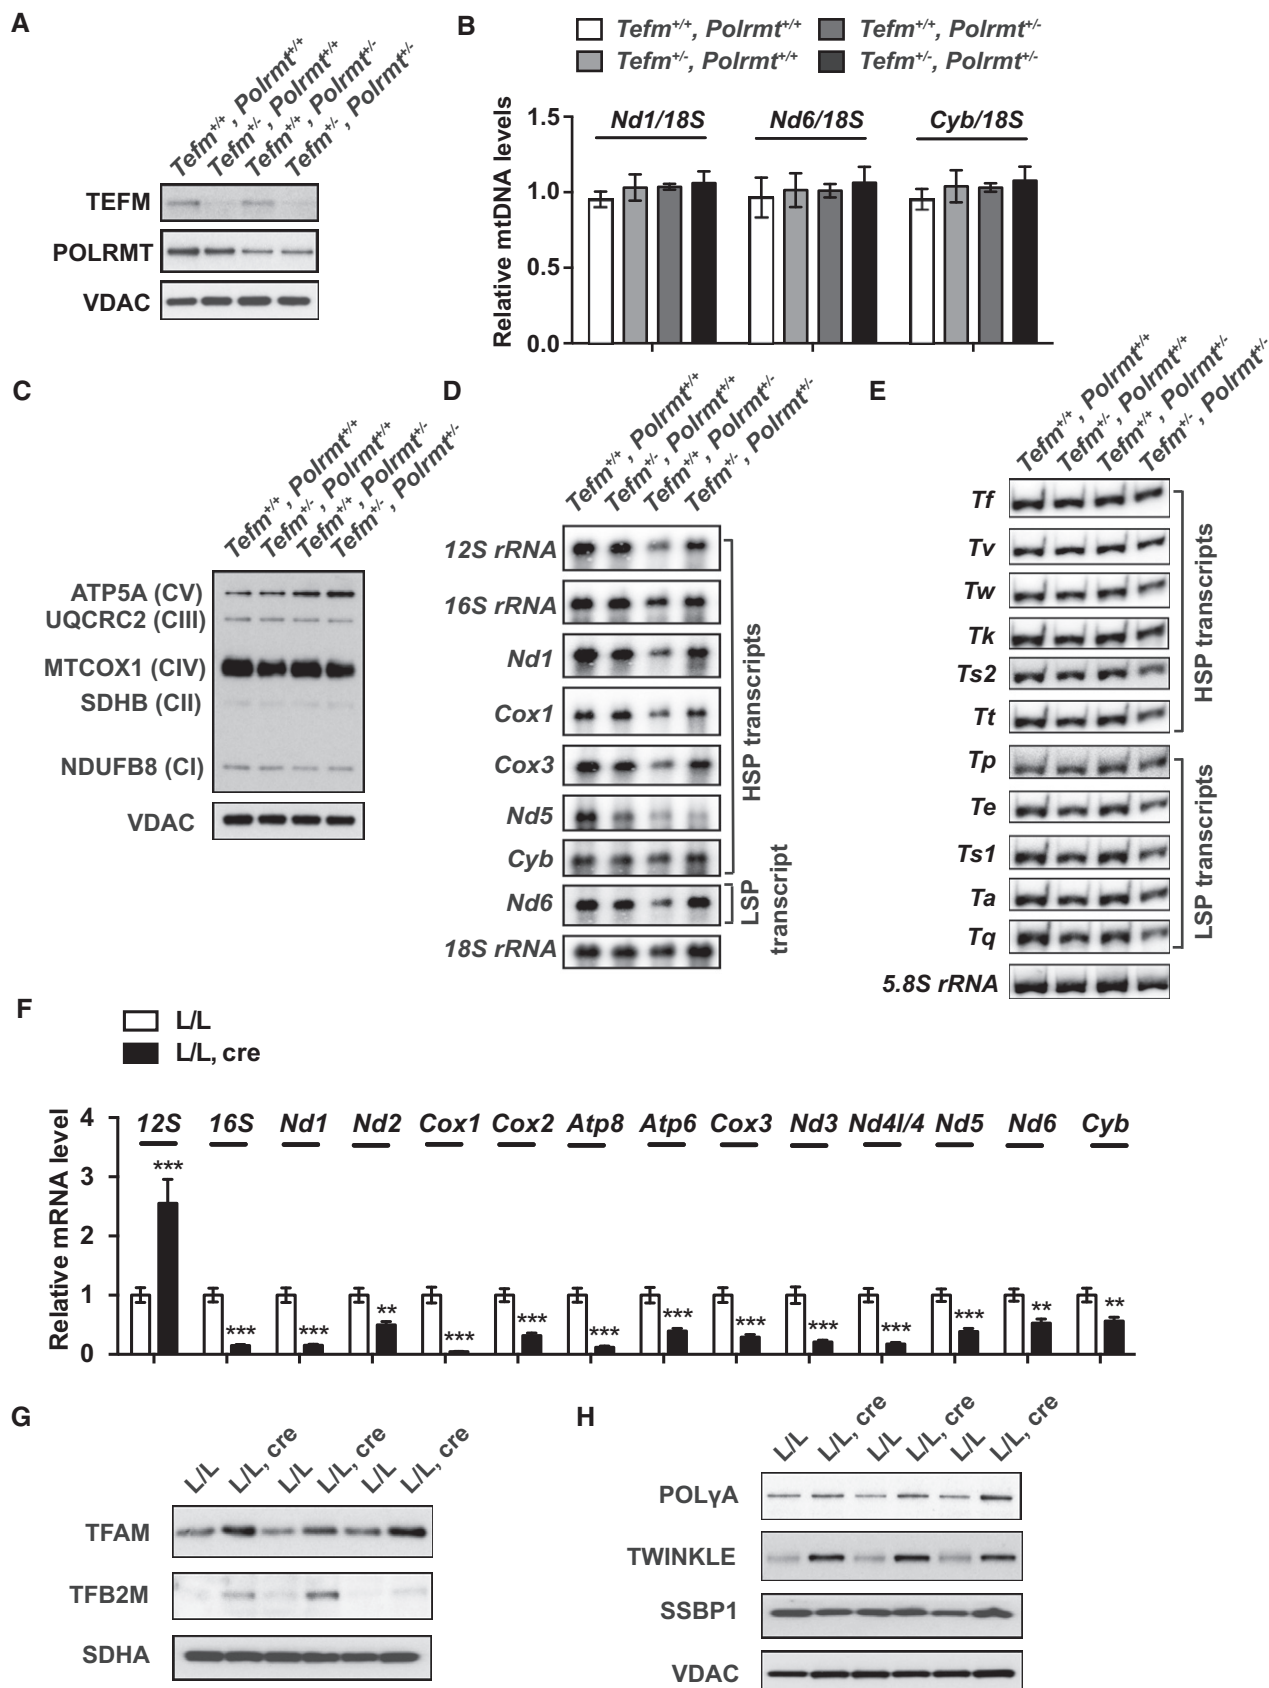 A
Tefm+/+, Polrmt+/+
Tefm+/-, Polrmt+/+
Tefm+/+, Polrmt+/-
Tefm+/-, Polrmt+/-
TEFM
POLRMT
VDAC
B
Tefm+/+, Polrmt+/+
Tefm+/+, Polrmt+/-
Tefm+/-, Polrmt+/+
Tefm+/-, Polrmt+/-
Relative mtDNA levels
1.5
1.0
0.5
0.0
Nd1/18S
Nd6/18S
Cyb/18S
C
Tefm+/+, Polrmt+/+
Tefm+/-, Polrmt+/+
Tefm+/+, Polrmt+/-
Tefm+/-, Polrmt+/-
ATP5A (CV)
UQCRC2 (CIII)
MTCOX1 (CIV)
SDHB (CII)
NDUFB8 (CI)
VDAC
D
Tefm+/+, Polrmt+/+
Tefm+/-, Polrmt+/+
Tefm+/+, Polrmt+/-
Tefm+/-, Polrmt+/-
12S rRNA
16S rRNA
Nd1
Cox1
Cox3
Nd5
Cyb
Nd6
18S rRNA
HSP transcripts
LSP
transcript
E
Tefm+/+, Polrmt+/+
Tefm+/-, Polrmt+/+
Tefm+/+, Polrmt+/-
Tefm+/-, Polrmt+/-
Tf
Tv
Tw
Tk
Ts2
Tt
Tp
Te
Ts1
Ta
Tq
5.8S rRNA
HSP transcripts
LSP transcripts
F
L/L
L/L, cre
Relative mRNA level
4
3
2
1
0
12S 16S Nd1 Nd2 Cox1 Cox2 Atp8 Atp6 Cox3 Nd3 Nd4l/4 Nd5 Nd6 Cyb
*** *** *** ** *** *** *** *** *** *** *** *** ** **
G
L/L
L/L, cre
L/L
L/L, cre
L/L
L/L, cre
TFAM
TFB2M
SDHA
H
L/L
L/L, cre
L/L
L/L, cre
L/L
L/L, cre
POLγA
TWINKLE
SSBP1
VDAC